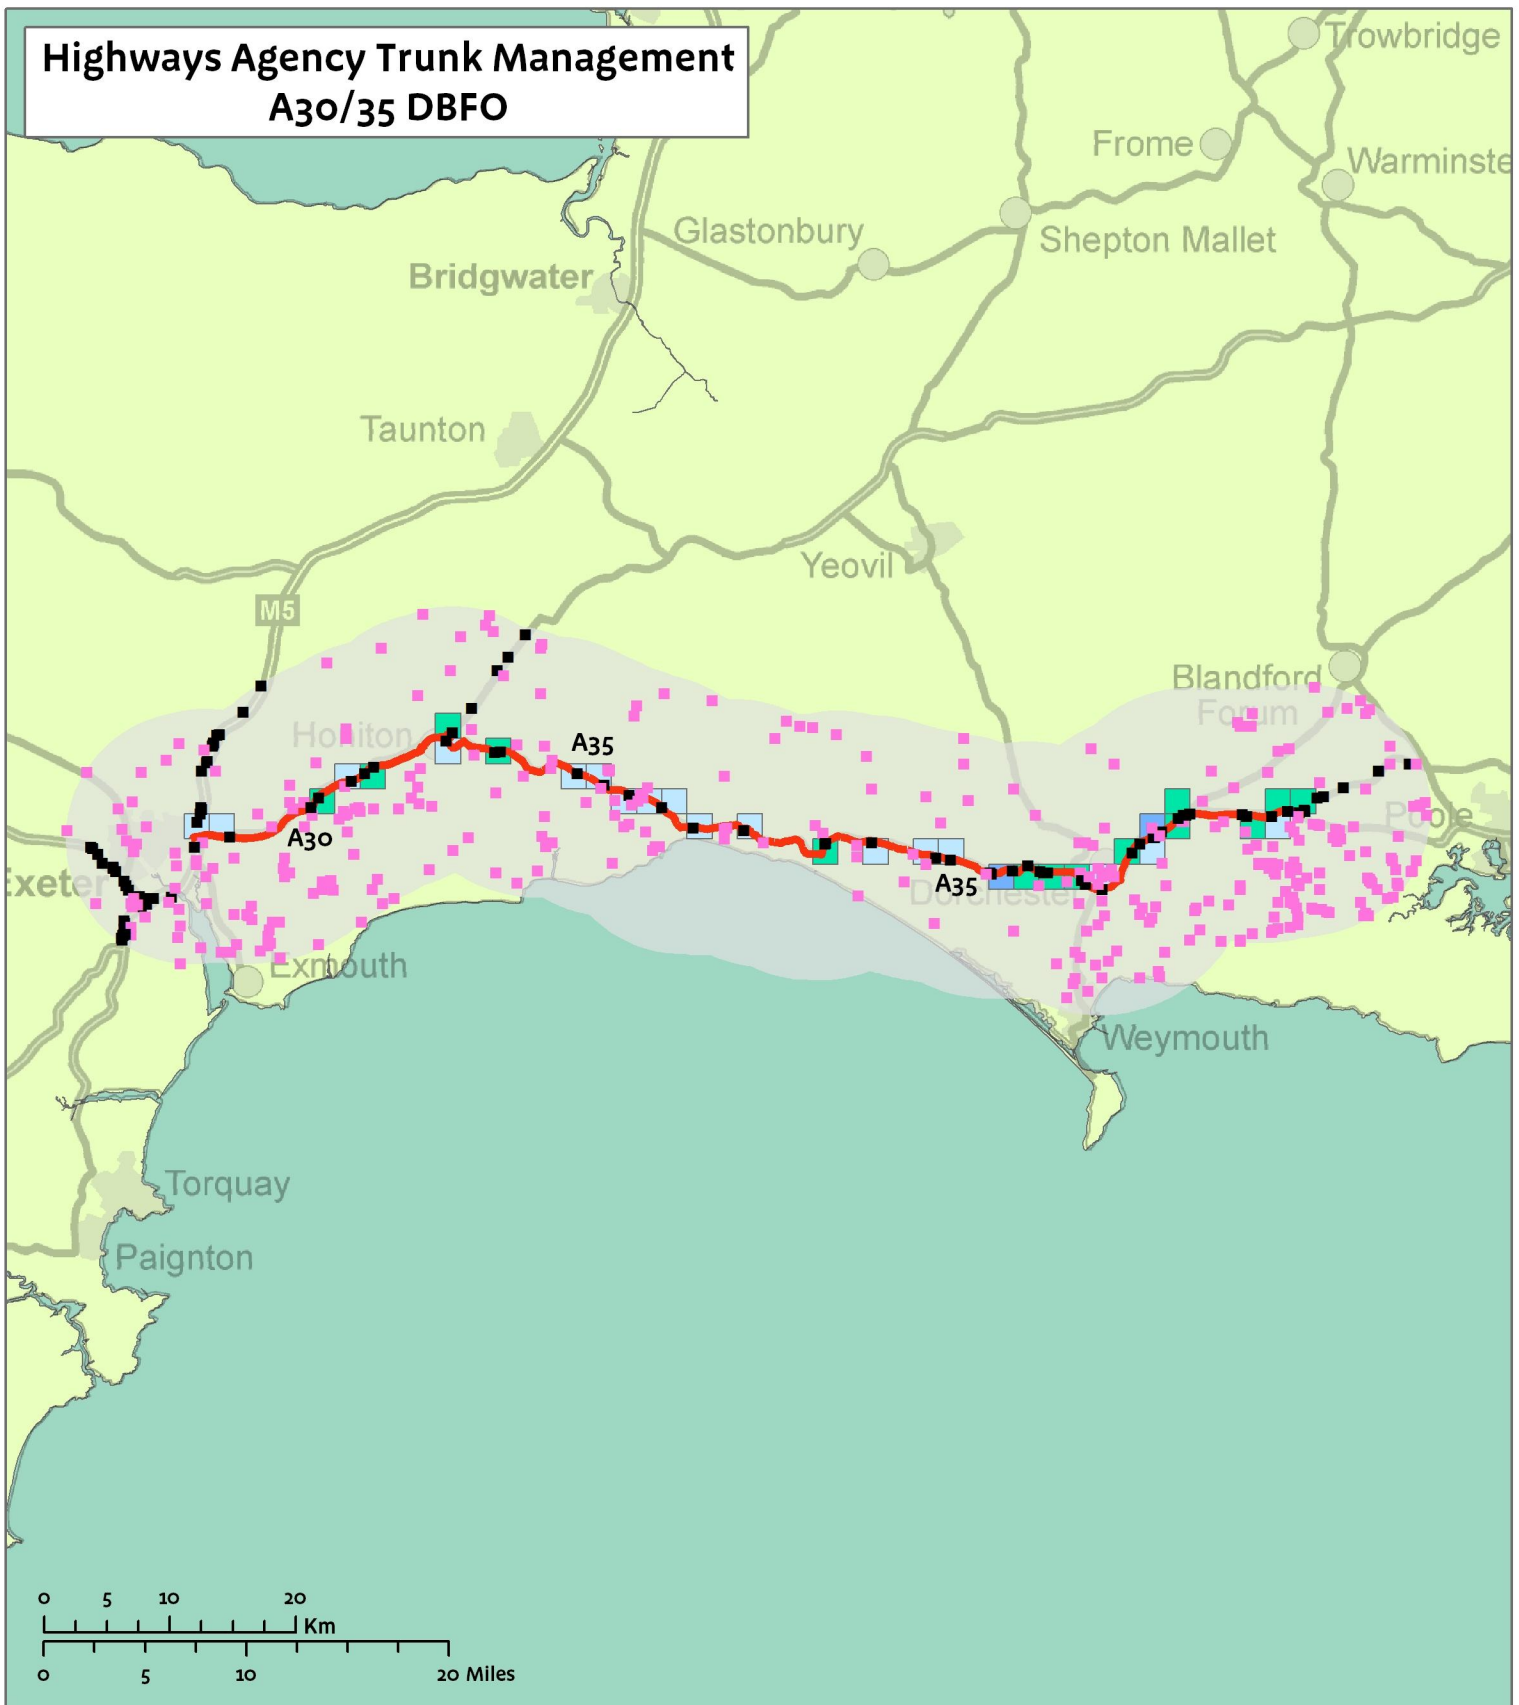 Highways Agency Trunk Management
A30/35 DBFO
Trowbridge
Frome
Warminste
Glastonbury
Shepton Mallet
Bridgwater
Taunton
Yeovil
M5
Blandford
Forum
Honiton
A35
A30
Poole
Exeter
A35
Dorchester
Exmouth
Weymouth
Torquay
Paignton
0 5 10 20
Km
0 5 10 20 Miles